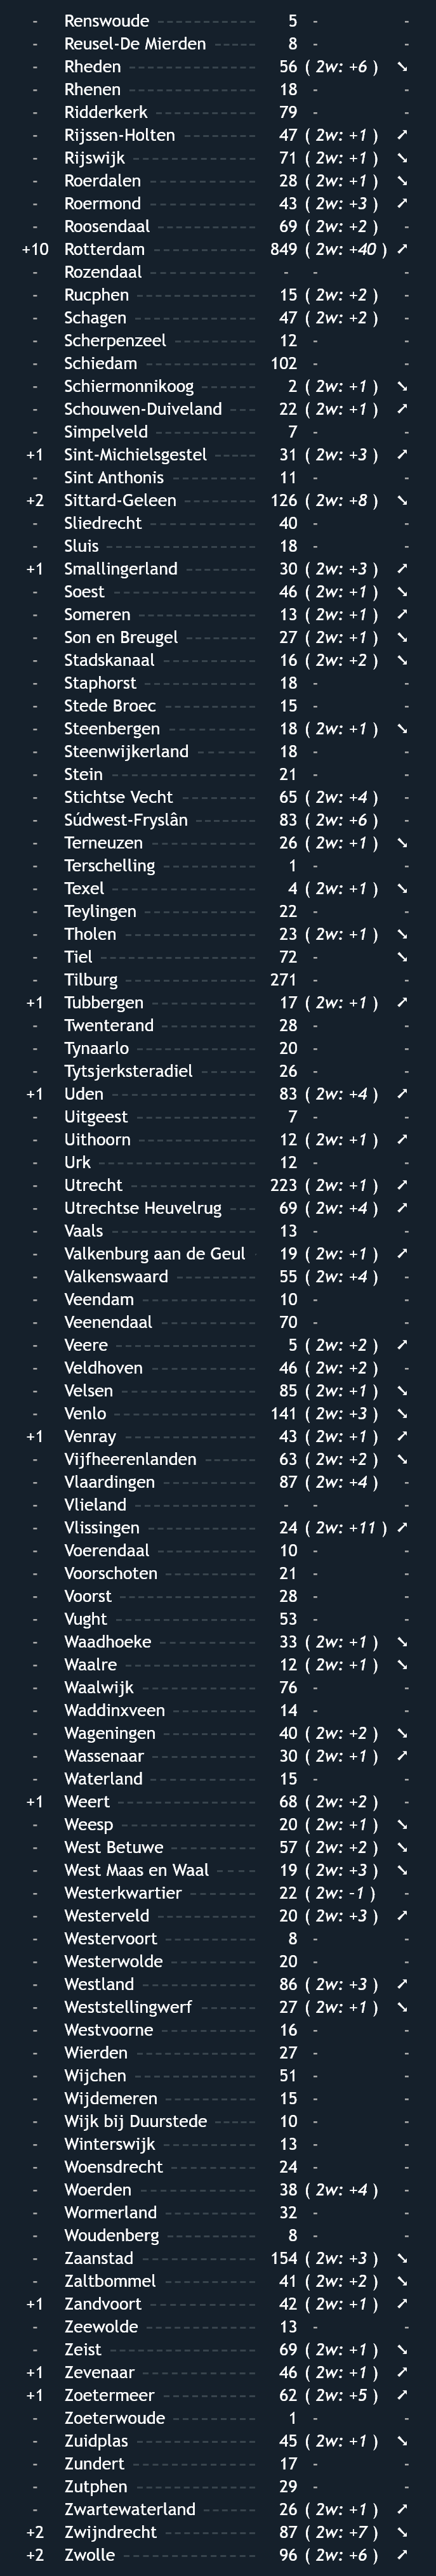 - Renswoude 5 - -
- Reusel-De Mierden 8 - -
- Rheden 56 ( 2w: +6 ) ↘
- Rhenen 18 - -
- Ridderkerk 79 - -
- Rijssen-Holten 47 ( 2w: +1 ) ↗
- Rijswijk 71 ( 2w: +1 ) ↘
- Roerdalen 28 ( 2w: +1 ) ↘
- Roermond 43 ( 2w: +3 ) ↗
- Roosendaal 69 ( 2w: +2 ) -
+10 Rotterdam 849 ( 2w: +40 ) ↗
- Rozendaal - - -
- Rucphen 15 ( 2w: +2 ) -
- Schagen 47 ( 2w: +2 ) -
- Scherpenzeel 12 - -
- Schiedam 102 - -
- Schiermonnikoog 2 ( 2w: +1 ) ↘
- Schouwen-Duiveland 22 ( 2w: +1 ) ↗
- Simpelveld 7 - -
+1 Sint-Michielsgestel 31 ( 2w: +3 ) ↗
- Sint Anthonis 11 - -
+2 Sittard-Geleen 126 ( 2w: +8 ) ↘
- Sliedrecht 40 - -
- Sluis 18 - -
+1 Smallingerland 30 ( 2w: +3 ) ↗
- Soest 46 ( 2w: +1 ) ↘
- Someren 13 ( 2w: +1 ) ↗
- Son en Breugel 27 ( 2w: +1 ) ↘
- Stadskanaal 16 ( 2w: +2 ) ↘
- Staphorst 18 - -
- Stede Broec 15 - -
- Steenbergen 18 ( 2w: +1 ) ↘
- Steenwijkerland 18 - -
- Stein 21 - -
- Stichtse Vecht 65 ( 2w: +4 ) -
- Súdwest-Fryslân 83 ( 2w: +6 ) -
- Terneuzen 26 ( 2w: +1 ) ↘
- Terschelling 1 - -
- Texel 4 ( 2w: +1 ) ↘
- Teylingen 22 - -
- Tholen 23 ( 2w: +1 ) ↘
- Tiel 72 - ↘
- Tilburg 271 - -
+1 Tubbergen 17 ( 2w: +1 ) ↗
- Twenterand 28 - -
- Tynaarlo 20 - -
- Tytsjerksteradiel 26 - -
+1 Uden 83 ( 2w: +4 ) ↗
- Uitgeest 7 - -
- Uithoorn 12 ( 2w: +1 ) ↗
- Urk 12 - -
- Utrecht 223 ( 2w: +1 ) ↗
- Utrechtse Heuvelrug 69 ( 2w: +4 ) ↗
- Vaals 13 - -
- Valkenburg aan de Geul 19 ( 2w: +1 ) ↗
- Valkenswaard 55 ( 2w: +4 ) -
- Veendam 10 - -
- Veenendaal 70 - -
- Veere 5 ( 2w: +2 ) ↗
- Veldhoven 46 ( 2w: +2 ) -
- Velsen 85 ( 2w: +1 ) ↘
- Venlo 141 ( 2w: +3 ) ↘
+1 Venray 43 ( 2w: +1 ) ↗
- Vijfheerenlanden 63 ( 2w: +2 ) ↘
- Vlaardingen 87 ( 2w: +4 ) -
- Vlieland - - -
- Vlissingen 24 ( 2w: +11 ) ↗
- Voerendaal 10 - -
- Voorschoten 21 - -
- Voorst 28 - -
- Vught 53 - -
- Waadhoeke 33 ( 2w: +1 ) ↘
- Waalre 12 ( 2w: +1 ) ↘
- Waalwijk 76 - -
- Waddinxveen 14 - -
- Wageningen 40 ( 2w: +2 ) ↘
- Wassenaar 30 ( 2w: +1 ) ↗
- Waterland 15 - -
+1 Weert 68 ( 2w: +2 ) -
- Weesp 20 ( 2w: +1 ) ↘
- West Betuwe 57 ( 2w: +2 ) ↘
- West Maas en Waal 19 ( 2w: +3 ) ↘
- Westerkwartier 22 ( 2w: -1 ) -
- Westerveld 20 ( 2w: +3 ) ↗
- Westervoort 8 - -
- Westerwolde 20 - -
- Westland 86 ( 2w: +3 ) ↗
- Weststellingwerf 27 ( 2w: +1 ) ↘
- Westvoorne 16 - -
- Wierden 27 - -
- Wijchen 51 - -
- Wijdemeren 15 - -
- Wijk bij Duurstede 10 - -
- Winterswijk 13 - -
- Woensdrecht 24 - -
- Woerden 38 ( 2w: +4 ) -
- Wormerland 32 - -
- Woudenberg 8 - -
- Zaanstad 154 ( 2w: +3 ) ↘
- Zaltbommel 41 ( 2w: +2 ) ↘
+1 Zandvoort 42 ( 2w: +1 ) ↗
- Zeewolde 13 - -
- Zeist 69 ( 2w: +1 ) ↘
+1 Zevenaar 46 ( 2w: +1 ) ↗
+1 Zoetermeer 62 ( 2w: +5 ) ↗
- Zoeterwoude 1 - -
- Zuidplas 45 ( 2w: +1 ) ↘
- Zundert 17 - -
- Zutphen 29 - -
- Zwartewaterland 26 ( 2w: +1 ) ↗
+2 Zwijndrecht 87 ( 2w: +7 ) ↘
+2 Zwolle 96 ( 2w: +6 ) ↗